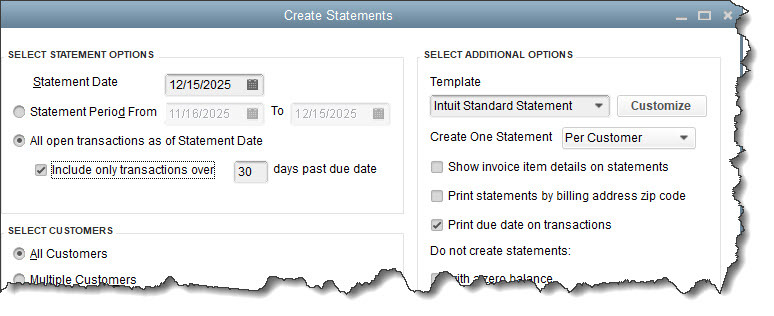 Create Statements
SELECT STATEMENT OPTIONS
Statement Date 12/15/2025
Statement Period From 11/16/2025 To 12/15/2025
All open transactions as of Statement Date
Include only transactions over 30 days past due date
SELECT CUSTOMERS
All Customers
Multiple Customers
SELECT ADDITIONAL OPTIONS
Template
Intuit Standard Statement Customize
Create One Statement Per Customer
Show invoice item details on statements
Print statements by billing address zip code
Print due date on transactions
Do not create statements:
with a zero balance